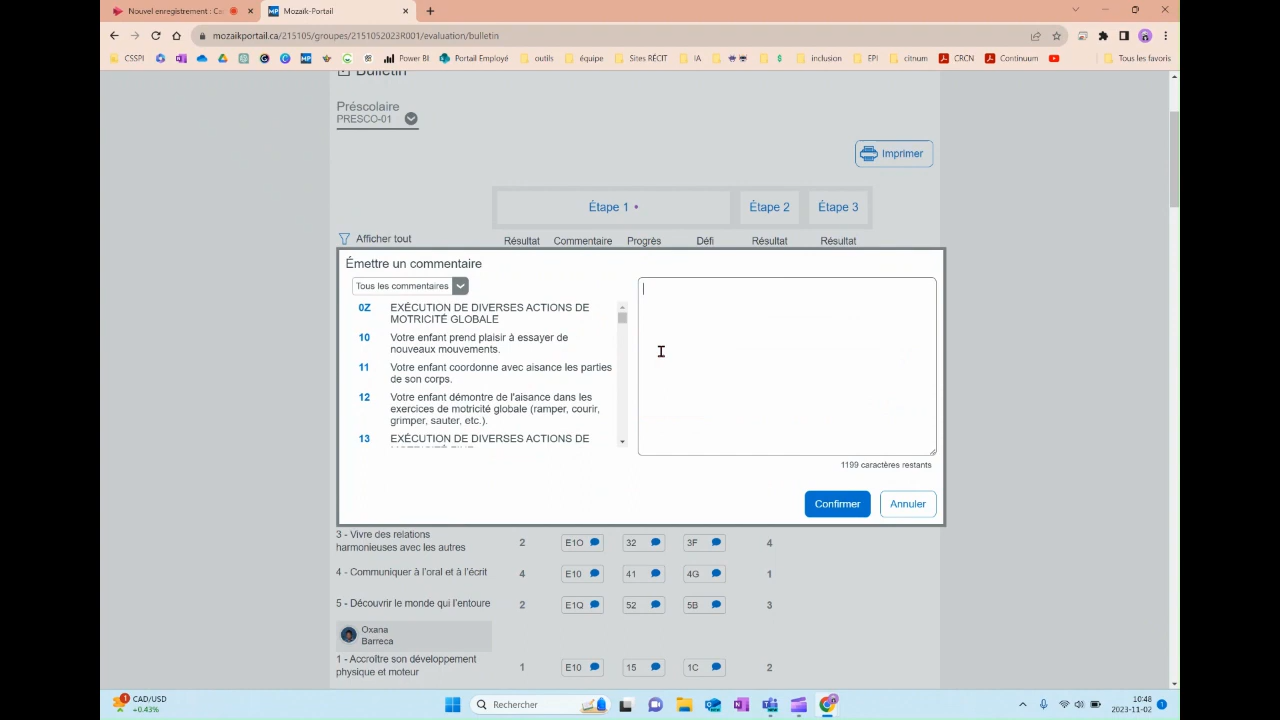 Nouvel enregistrement : Ca
Mozaïk-Portail
mozaikportail.ca/215105/groupes/2151052023R001/evaluation/bulletin
CSSPI
Power BI
Portail Employé
outils
équipe
Sites RÉCIT
IA
inclusion
EPI
citnum
CRCN
Continuum
Tous les favoris
Bulletin
Préscolaire
PRESCO-01
Imprimer
Étape 1
Étape 2
Étape 3
Afficher tout
Résultat
Commentaire
Progrès
Défi
Résultat
Résultat
Émettre un commentaire
Tous les commentaires
0Z EXÉCUTION DE DIVERSES ACTIONS DE
MOTRICITÉ GLOBALE
10 Votre enfant prend plaisir à essayer de
nouveaux mouvements.
11 Votre enfant coordonne avec aisance les parties
de son corps.
12 Votre enfant démontre de l'aisance dans les
exercices de motricité globale (ramper, courir,
grimper, sauter, etc.).
13 EXÉCUTION DE DIVERSES ACTIONS DE
1199 caractères restants
Confirmer
Annuler
3 - Vivre des relations
harmonieuses avec les autres
2 E1O 32 3F 4
4 - Communiquer à l'oral et à l'écrit
4 E10 41 4G 1
5 - Découvrir le monde qui l'entoure
2 E1Q 52 5B 3
Oxana
Barreca
1 - Accroître son développement
physique et moteur
1 E10 15 1C 2
CAD/USD
+0.43%
Rechercher
10:48
2023-11-02